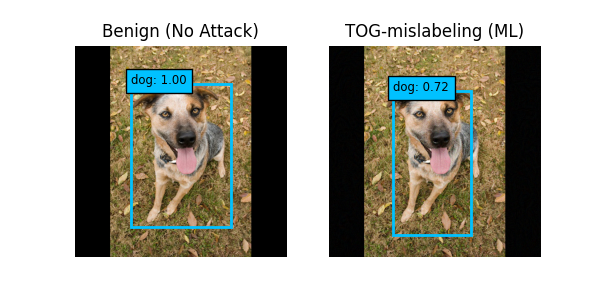 Benign (No Attack)
TOG-mislabeling (ML)
dog: 1.00
dog: 0.72